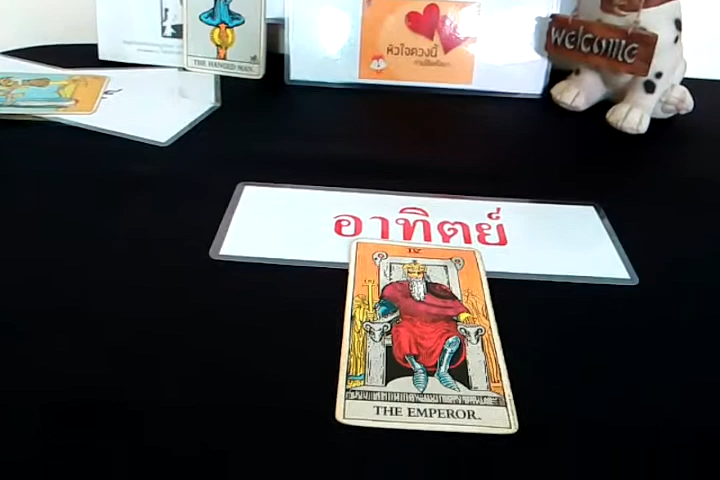 THE HANGED MAN.
หัวใจดวงนี้
welcome
อาทิตย์
IV
THE EMPEROR.